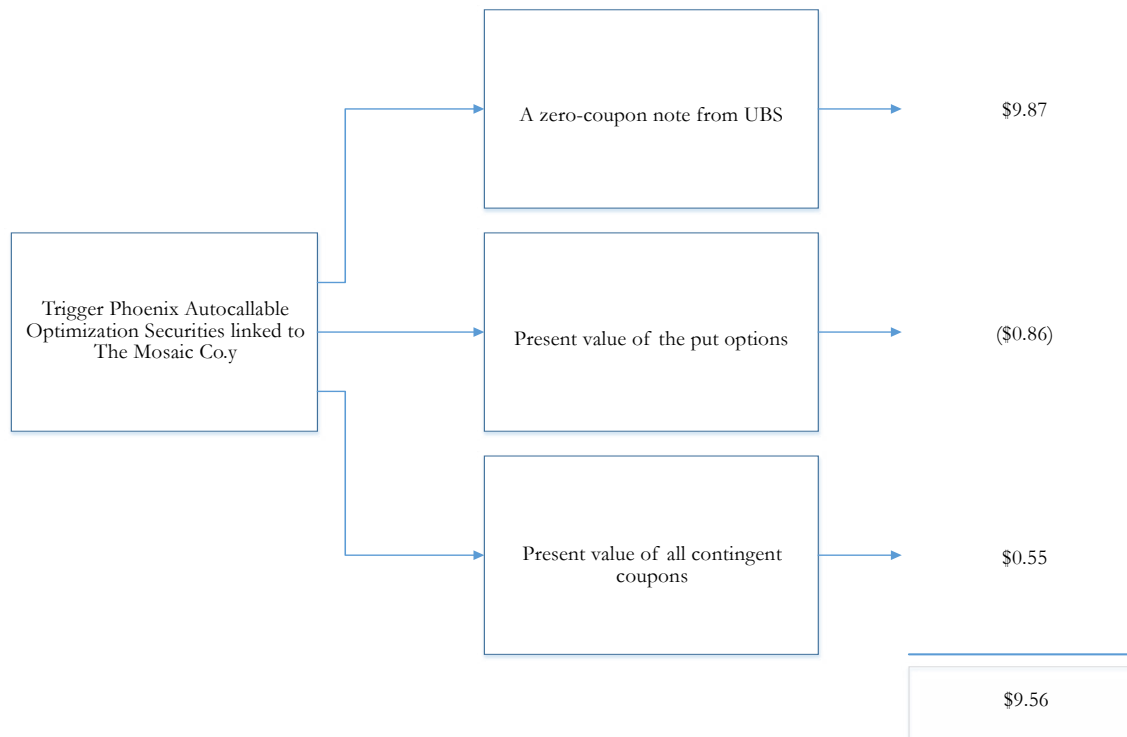 A zero-coupon note from UBS
$9.87
Trigger Phoenix Autocallable
Optimization Securities linked to
The Mosaic Co.y
Present value of the put options
($0.86)
Present value of all contingent
coupons
$0.55
$9.56